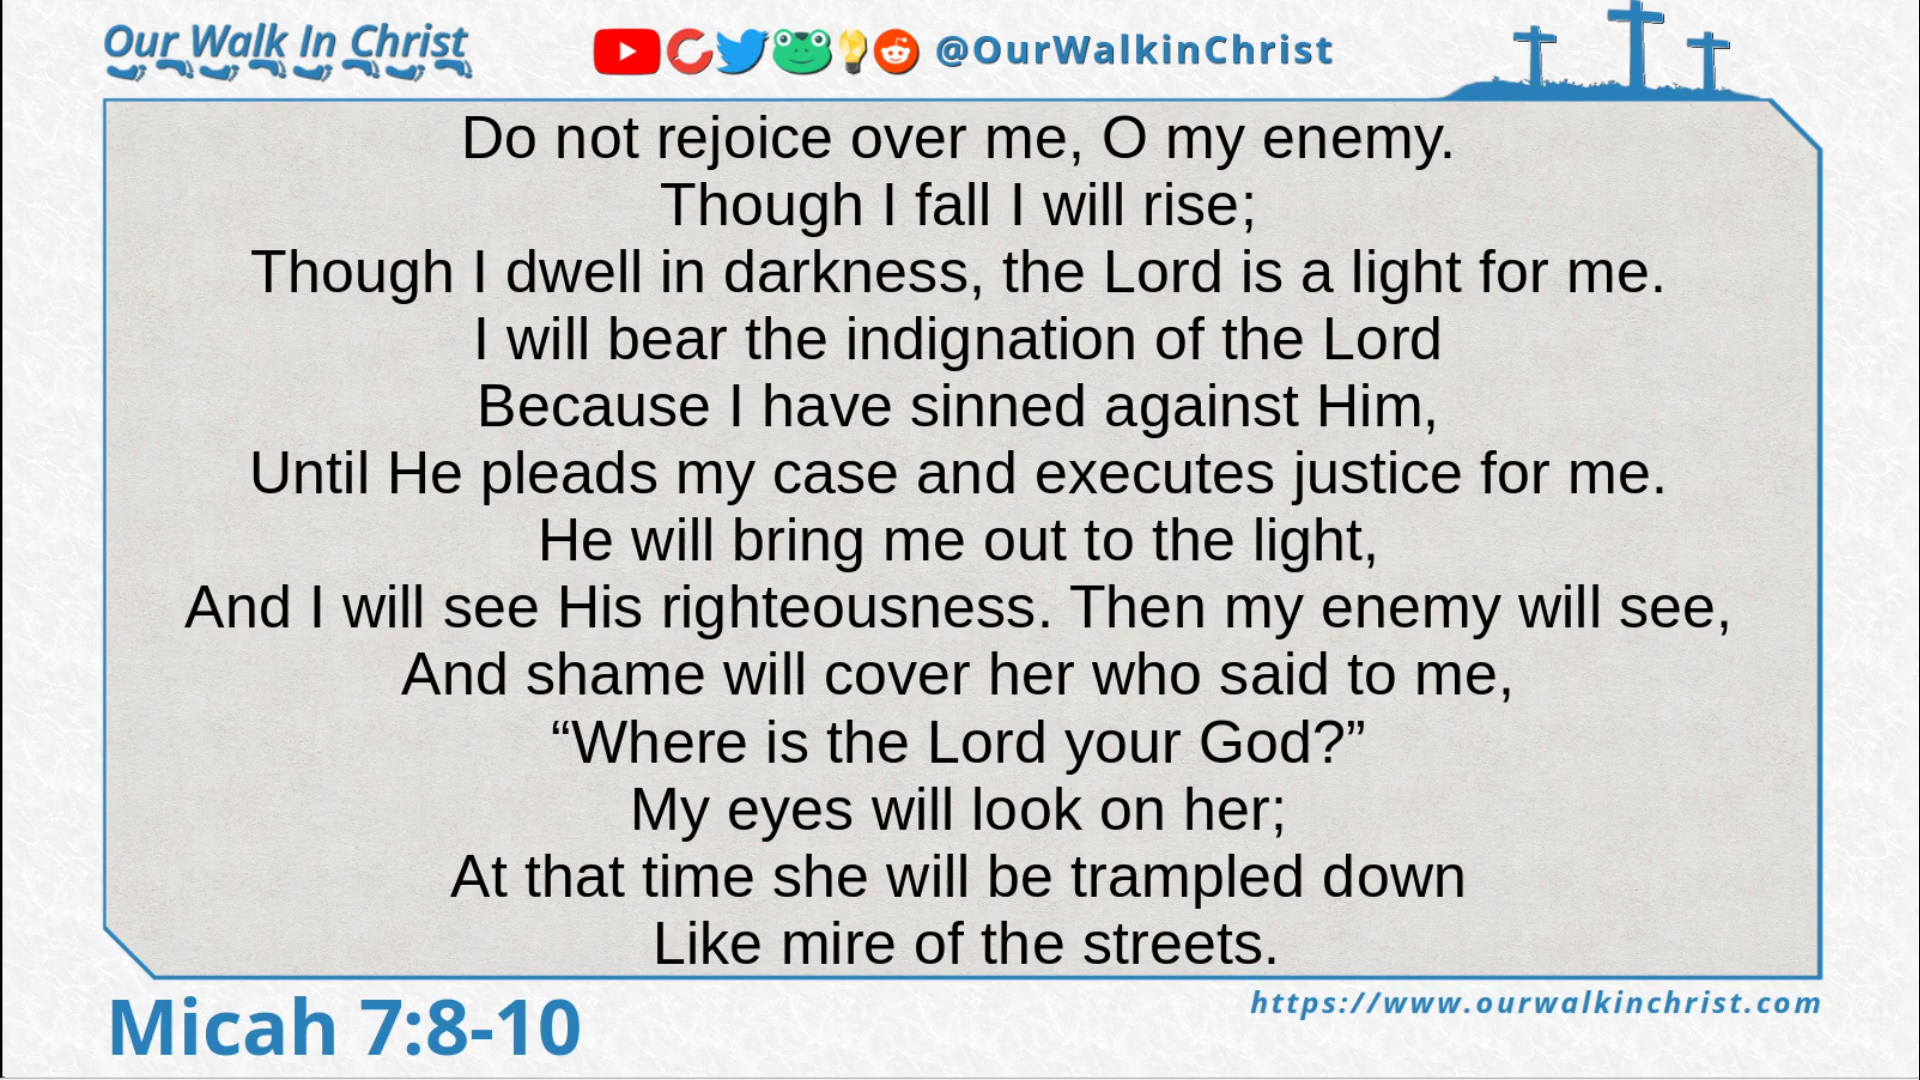 Our Walk In Christ
@OurWalkinChrist
Do not rejoice over me, O my enemy.
Though I fall I will rise;
Though I dwell in darkness, the Lord is a light for me.
I will bear the indignation of the Lord
Because I have sinned against Him,
Until He pleads my case and executes justice for me.
He will bring me out to the light,
And I will see His righteousness. Then my enemy will see,
And shame will cover her who said to me,
“Where is the Lord your God?”
My eyes will look on her;
At that time she will be trampled down
Like mire of the streets.
Micah 7:8-10
https://www.ourwalkinchrist.com